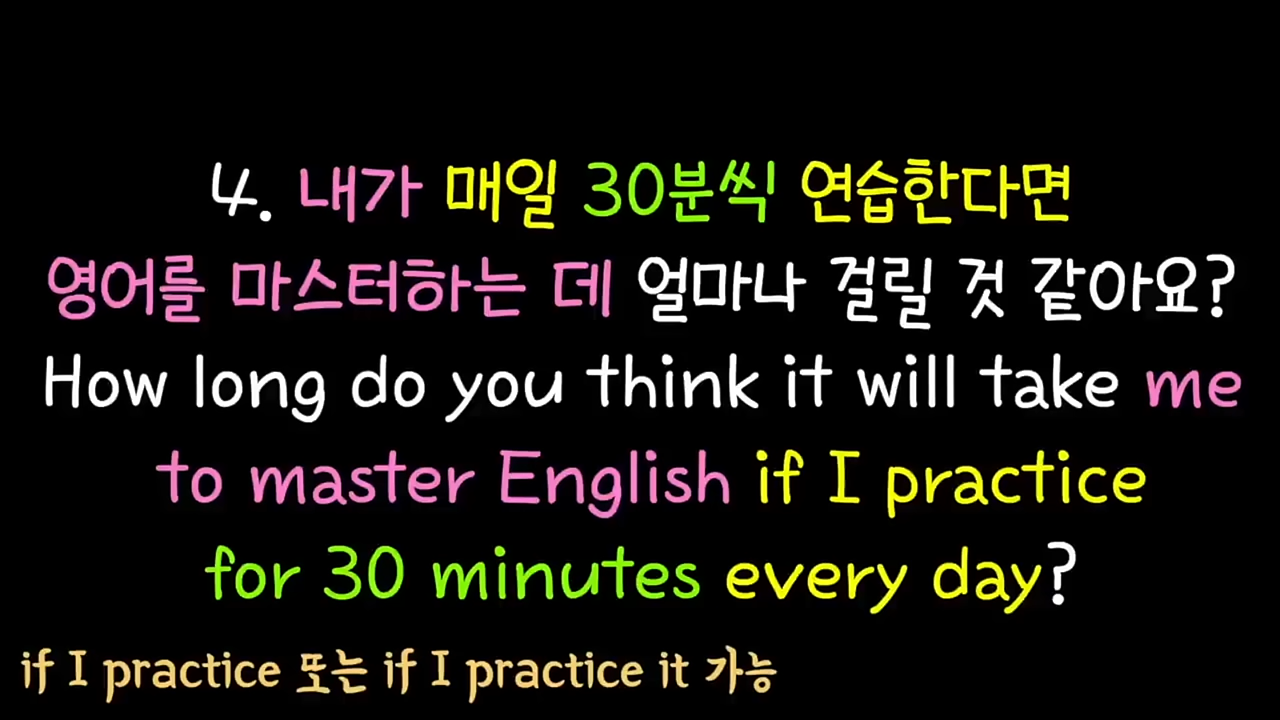 4. 내가 매일 30분씩 연습한다면
영어를 마스터하는 데 얼마나 걸릴 것 같아요?
How long do you think it will take me
to master English if I practice
for 30 minutes every day?
if I practice 또는 if I practice it 가능